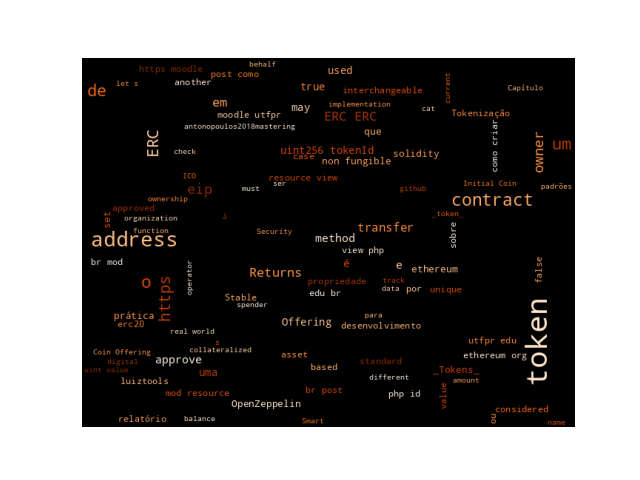 behalf
https moodle
post como
used
let s
another
true
interchangeable
current
Capítulo
de
em
may
implementation
cat
Tokenização
moodle utfpr
ERC ERC
antonopoulos2018mastering
que
como criar
ERC
owner
um
check
uint256 tokenId
case
non fungible
solidity
ICO
resource view
eip
must
ser
github
Initial Coin
padrões
ownership
contract
approved
set
organization
à
_token_
function
Security
transfer
sobre
address
method
view php
br mod
operator
é
e
ethereum
false
Returns
o
https
propriedade
track
data
por
unique
edu br
Stable
spender
token
prática
erc20
Offering
para
desenvolvimento
real world
s
utfpr edu
Coin Offering
collateralized
asset
ethereum org
digital
approve
standard
uint value
uma
based
_Tokens_
luiztools
different
amount
mod resource
br post
php id
value
OpenZeppelin
considered
relatório
balance
Smart
ou
name